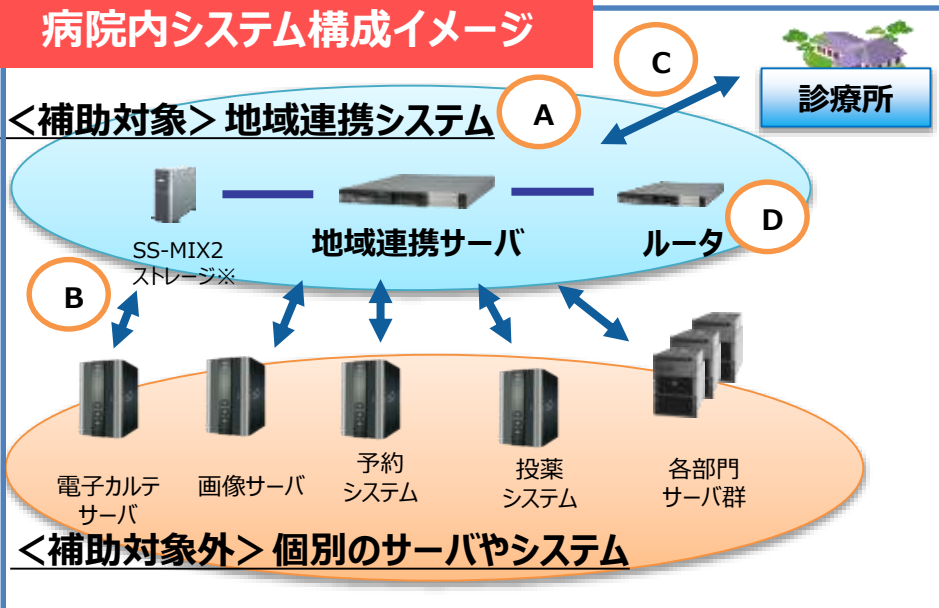 病院内システム構成イメージ
C
診療所
A
＜補助対象＞地域連携システム
D
地域連携サーバ
ルータ
SS-MIX2
ストレージ※
B
電子カルテ
サーバ
画像サーバ
予約
システム
投薬
システム
各部門
サーバ群
＜補助対象外＞個別のサーバやシステム